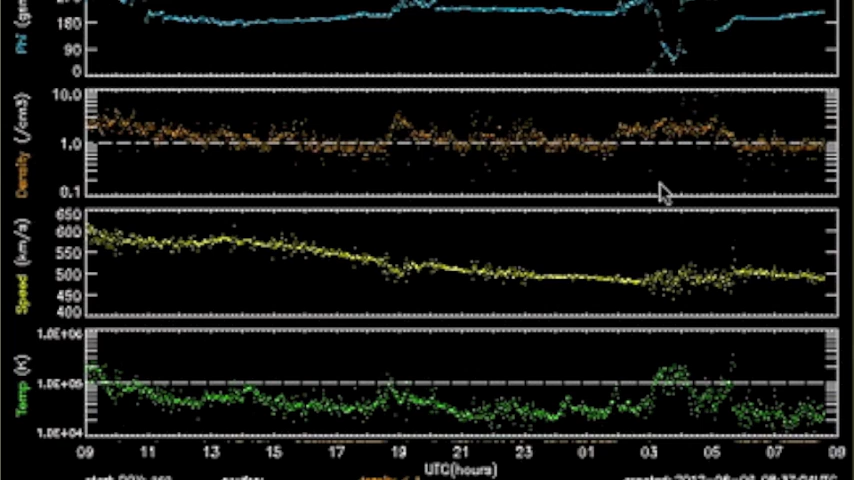 Phi (gsm
270
180
90
0
Density (/cm3)
10.0
1.0
0.1
Speed (km/s)
650
600
550
500
450
400
Temp (K)
1.0E+06
1.0E+05
1.0E+04
09 11 13 15 17 19 21 23 01 03 05 07 09
UTC(hours)